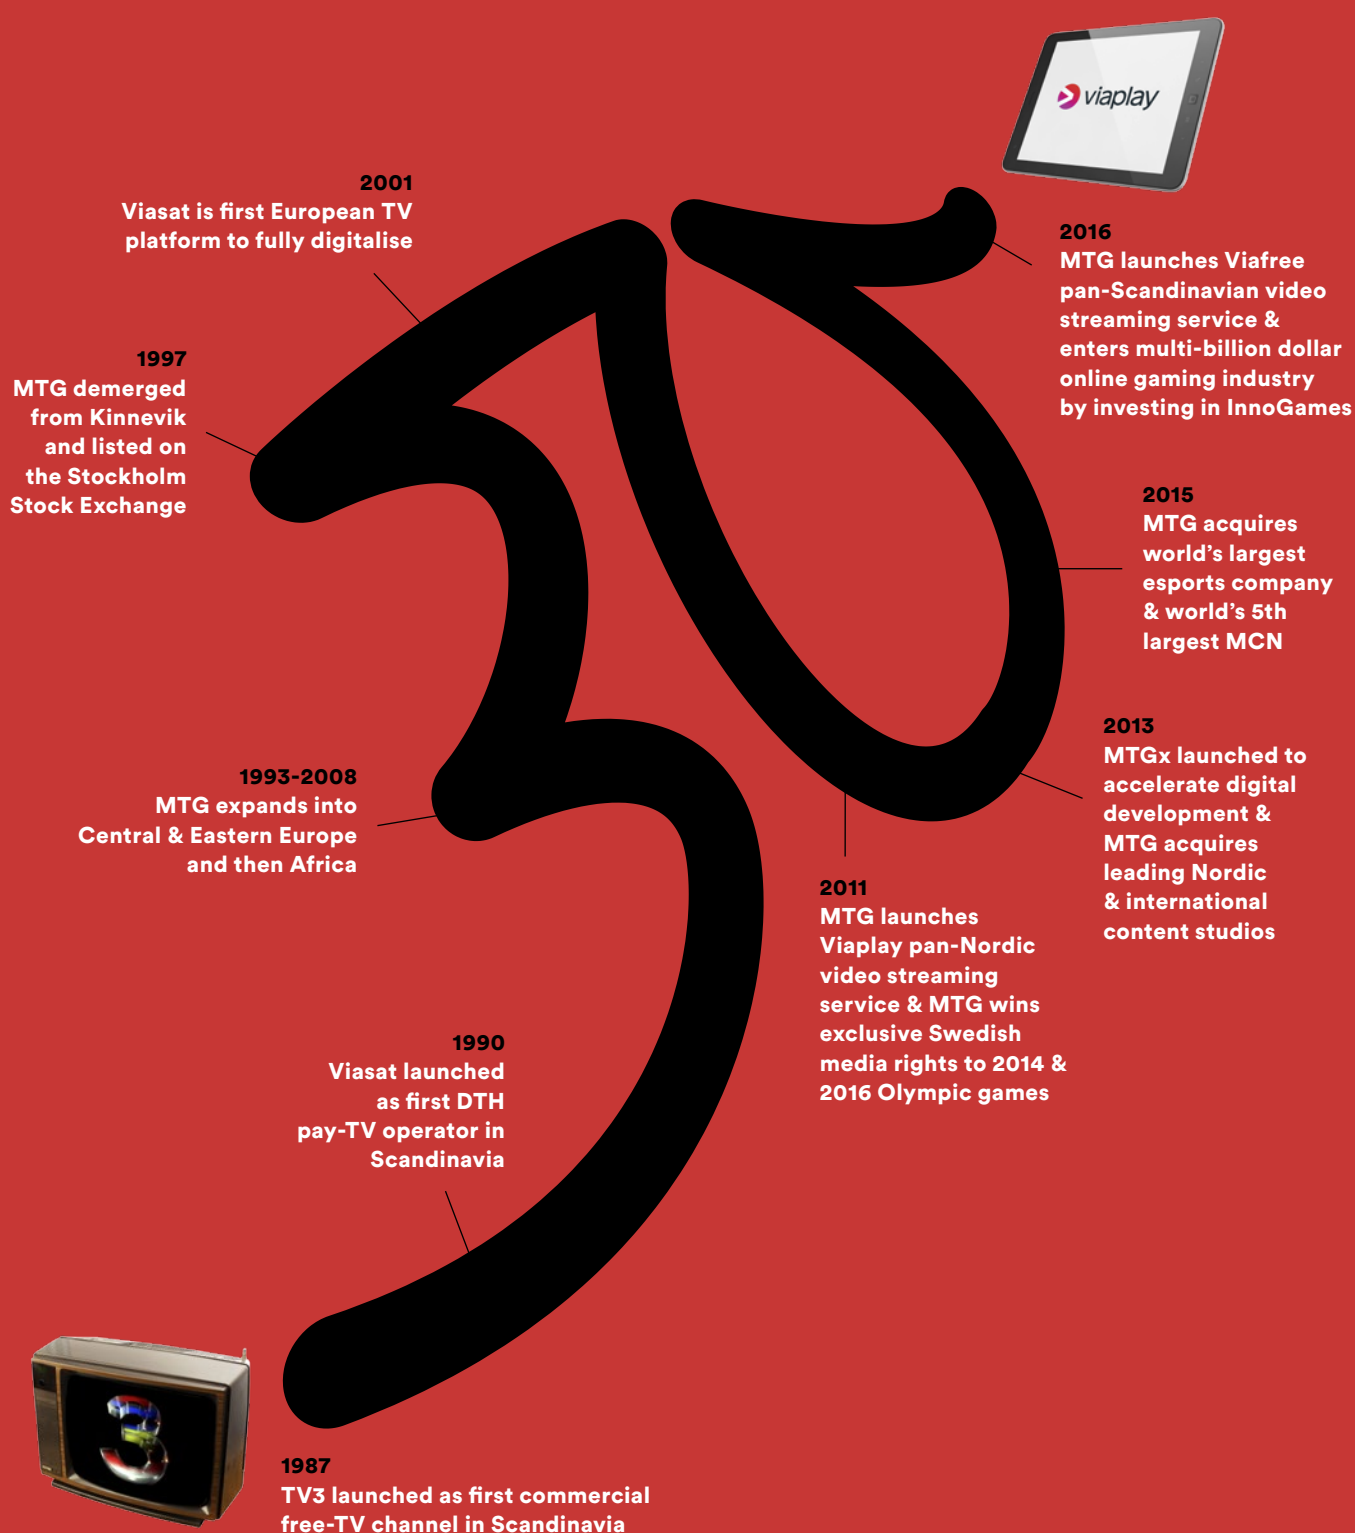 viaplay
2001
Viasat is first European TV
platform to fully digitalise
2016
MTG launches Viafree
pan-Scandinavian video
streaming service &
enters multi-billion dollar
online gaming industry
by investing in InnoGames
1997
MTG demerged
from Kinnevik
and listed on
the Stockholm
Stock Exchange
2015
MTG acquires
world’s largest
esports company
& world’s 5th
largest MCN
2013
MTGx launched to
accelerate digital
development &
MTG acquires
leading Nordic
& international
content studios
1993-2008
MTG expands into
Central & Eastern Europe
and then Africa
2011
MTG launches
Viaplay pan-Nordic
video streaming
service & MTG wins
exclusive Swedish
media rights to 2014 &
2016 Olympic games
1990
Viasat launched
as first DTH
pay-TV operator in
Scandinavia
3
1987
TV3 launched as first commercial
free-TV channel in Scandinavia
30